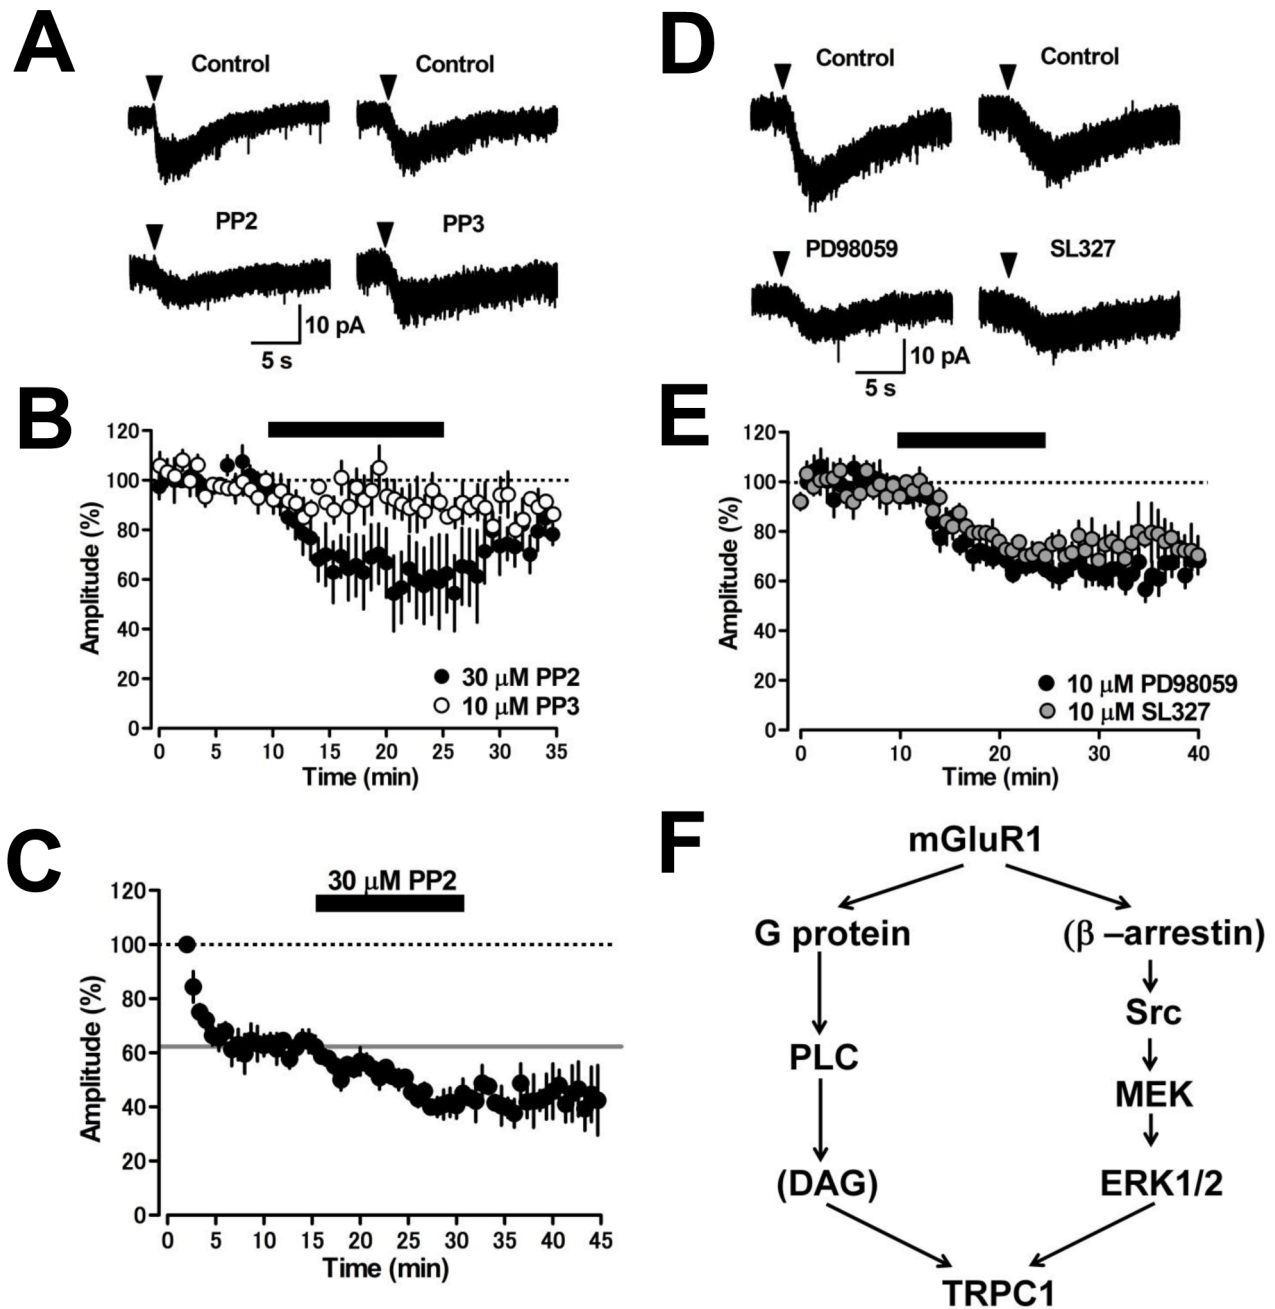 A
Control
Control
PP2
PP3
10 pA
5 s
B
120
100
80
60
40
20
0
Amplitude (%)
30 μM PP2
10 μM PP3
0 5 10 15 20 25 30 35
Time (min)
C
30 μM PP2
120
100
80
60
40
20
0
Amplitude (%)
0 5 10 15 20 25 30 35 40 45
Time (min)
D
Control
Control
PD98059
SL327
10 pA
5 s
E
120
100
80
60
40
20
0
Amplitude (%)
10 μM PD98059
10 μM SL327
0 10 20 30 40
Time (min)
F
mGluR1
G protein
(β –arrestin)
Src
PLC
MEK
(DAG)
ERK1/2
TRPC1